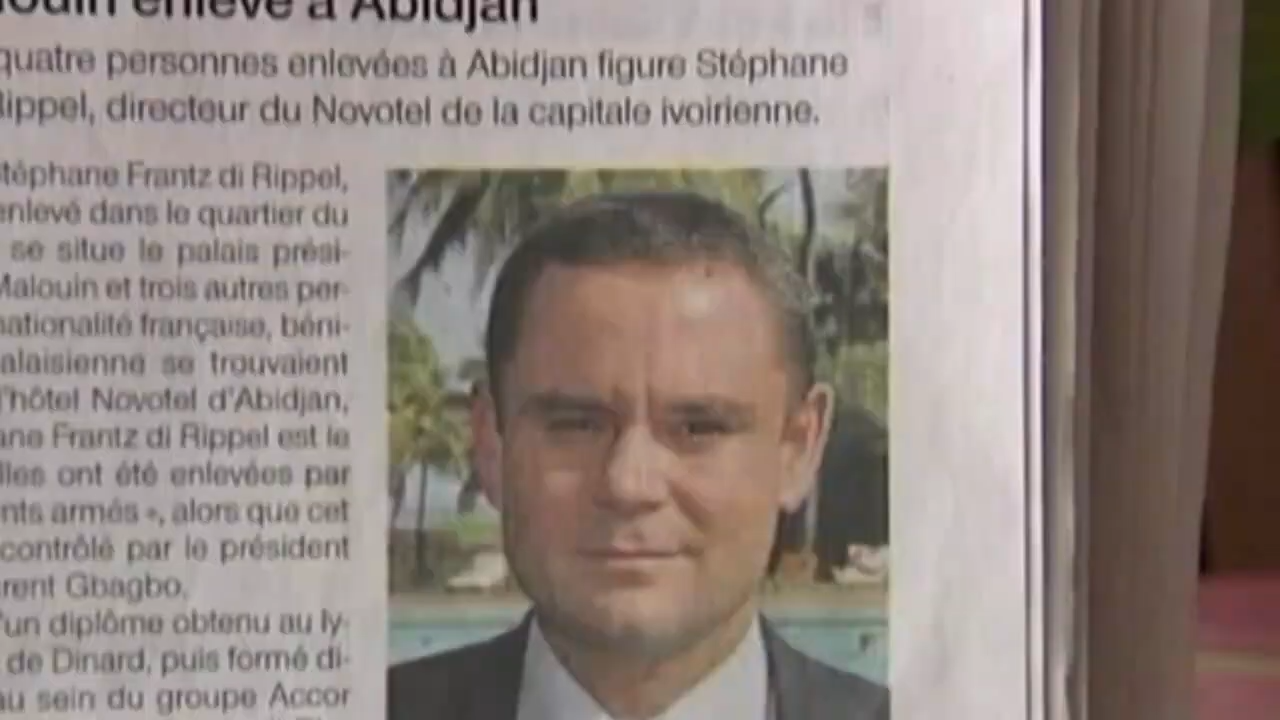 enlevé à Abidjan
quatre personnes enlevées à Abidjan figure Stéphane
Rippel, directeur du Novotel de la capitale ivoirienne.
Stéphane Frantz di Rippel,
enlevé dans le quartier du
se situe le palais prési-
Malouin et trois autres per-
nationalité française, béni-
alaisienne se trouvaient
l'hôtel Novotel d'Abidjan,
ane Frantz di Rippel est le
lles ont été enlevées par
nts armés », alors que cet
contrôlé par le président
rent Gbagbo.
d'un diplôme obtenu au ly-
de Dinard, puis formé di-
au sein du groupe Accor